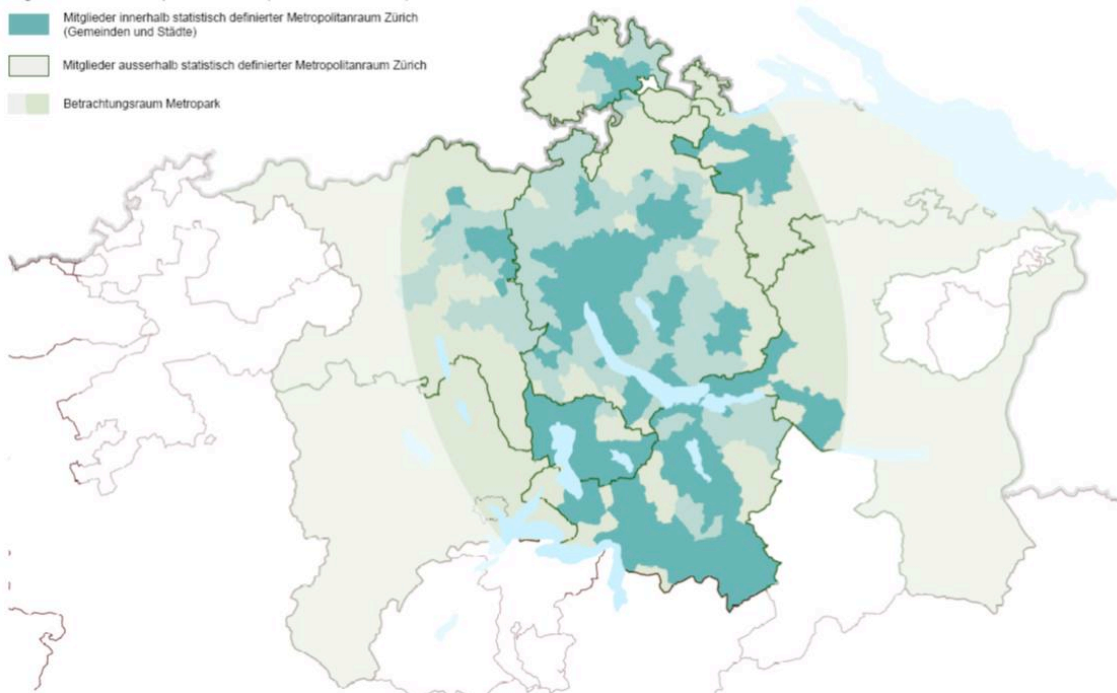 Mitglieder innerhalb statistisch definierter Metropolitanraum Zürich
(Gemeinden und Städte)
Mitglieder ausserhalb statistisch definierter Metropolitanraum Zürich
Betrachtungsraum Metropark